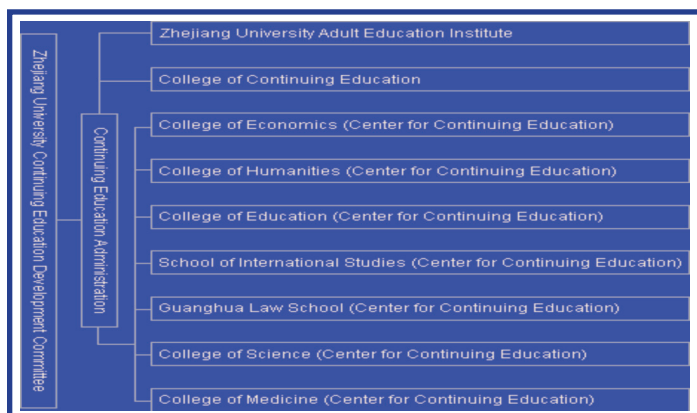 Zhejiang University Continuing Education Development Committee
Continuing Education Administration
Zhejiang University Adult Education Institute
College of Continuing Education
College of Economics (Center for Continuing Education)
College of Humanities (Center for Continuing Education)
College of Education (Center for Continuing Education)
School of International Studies (Center for Continuing Education)
Guanghua Law School (Center for Continuing Education)
College of Science (Center for Continuing Education)
College of Medicine (Center for Continuing Education)